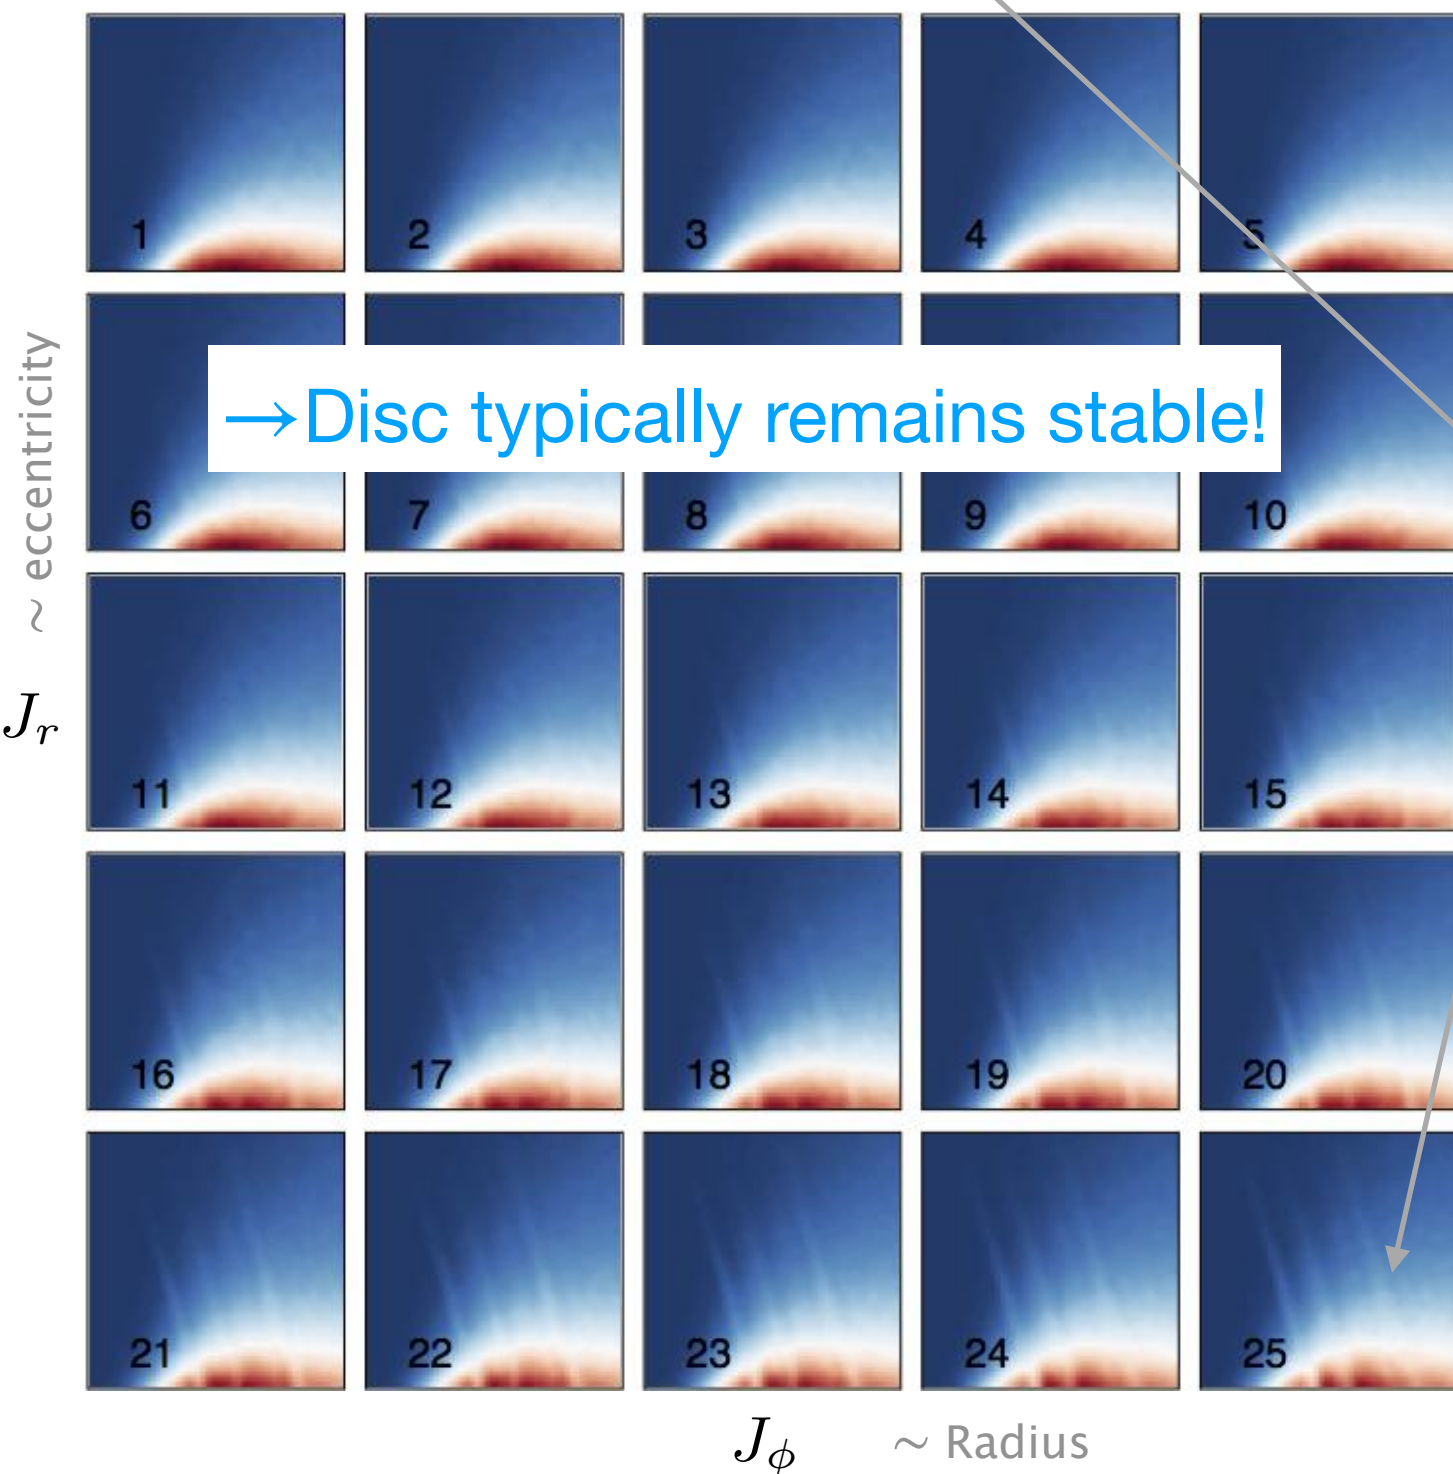 1 2 3 4 5
→Disc typically remains stable!
6 7 8 9 10
~ eccentricity
J_r
11 12 13 14 15
16 17 18 19 20
21 22 23 24 25
J_ϕ ~ Radius